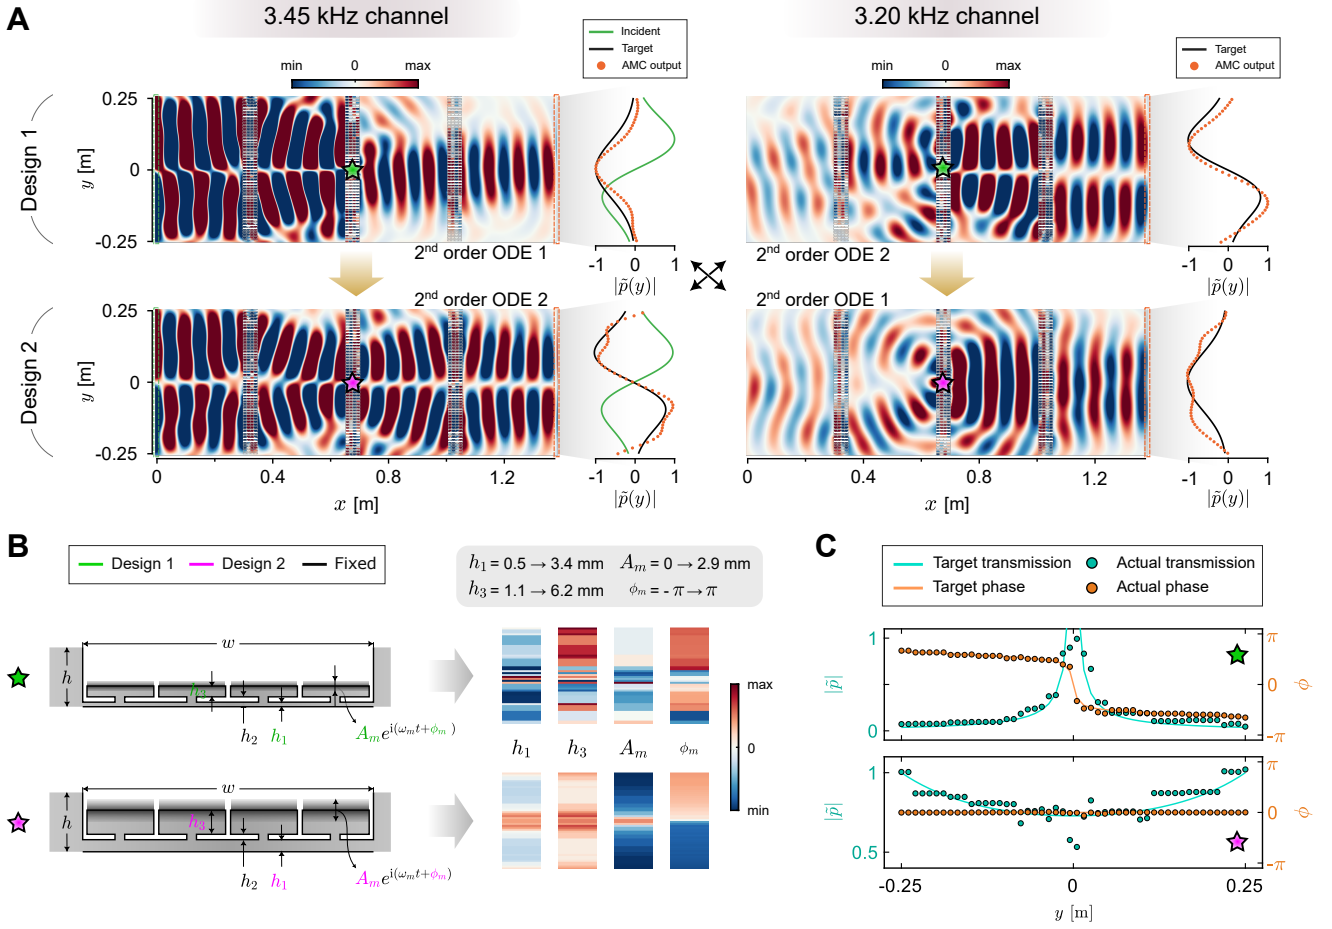 A
3.45 kHz channel
3.20 kHz channel
Incident
Target
AMC output
Target
AMC output
min 0 max
min 0 max
Design 1
y [m]
0.25
0
-0.25
2nd order ODE 1
-1 0 1
|p̃(y)|
2nd order ODE 2
-1 0 1
|p̃(y)|
Design 2
y [m]
0.25
0
-0.25
2nd order ODE 2
2nd order ODE 1
0 0.4 0.8 1.2
x [m]
-1 0 1
|p̃(y)|
0 0.4 0.8 1.2
x [m]
-1 0 1
|p̃(y)|
B
Design 1 Design 2 Fixed
h1 = 0.5 → 3.4 mm Am = 0 → 2.9 mm
h3 = 1.1 → 6.2 mm ϕm = - π → π
w
h
h3
h2 h1
Ame^i(ωmt+ϕm)
h1 h3 Am ϕm
max
0
min
w
h
h3
h2 h1
Ame^i(ωmt+ϕm)
C
Target transmission Actual transmission
Target phase Actual phase
|p̃|
1
0
π
0
-π
ϕ
|p̃|
1
0.5
π
0
-π
ϕ
-0.25 0 0.25
y [m]